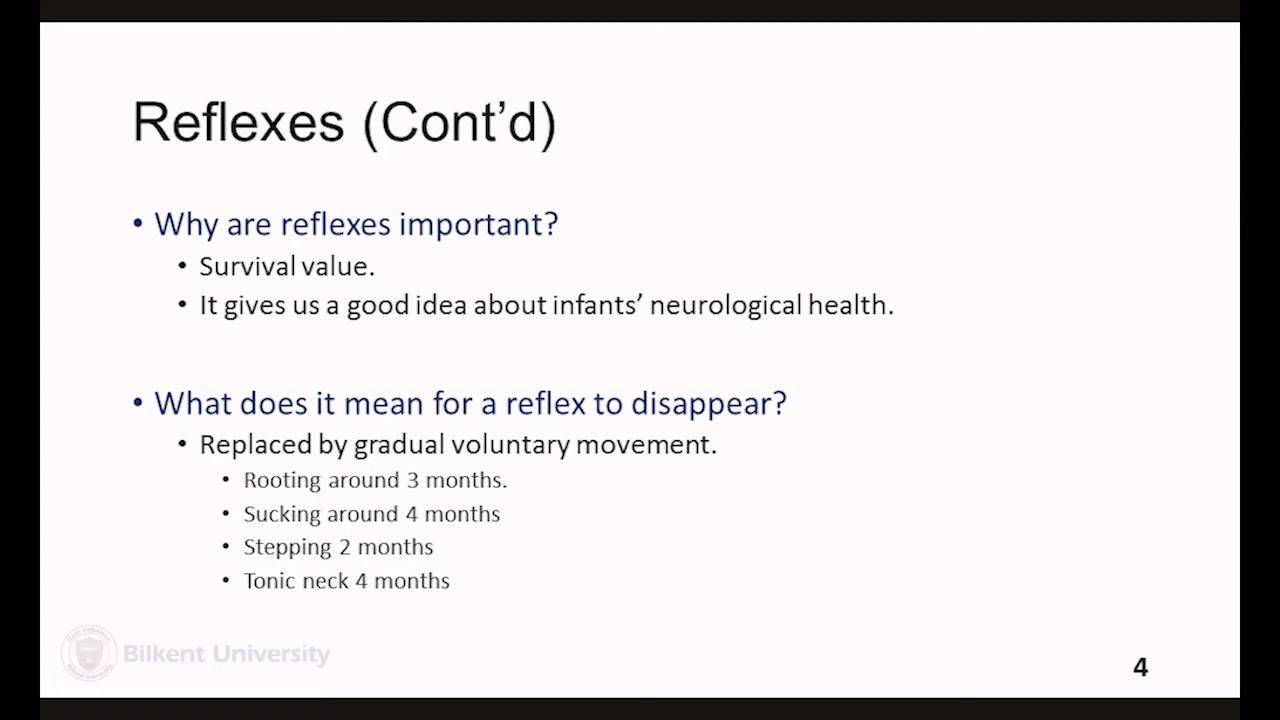 Reflexes (Cont’d)
• Why are reflexes important?
• Survival value.
• It gives us a good idea about infants’ neurological health.
• What does it mean for a reflex to disappear?
• Replaced by gradual voluntary movement.
• Rooting around 3 months.
• Sucking around 4 months
• Stepping 2 months
• Tonic neck 4 months
Bilkent University
4